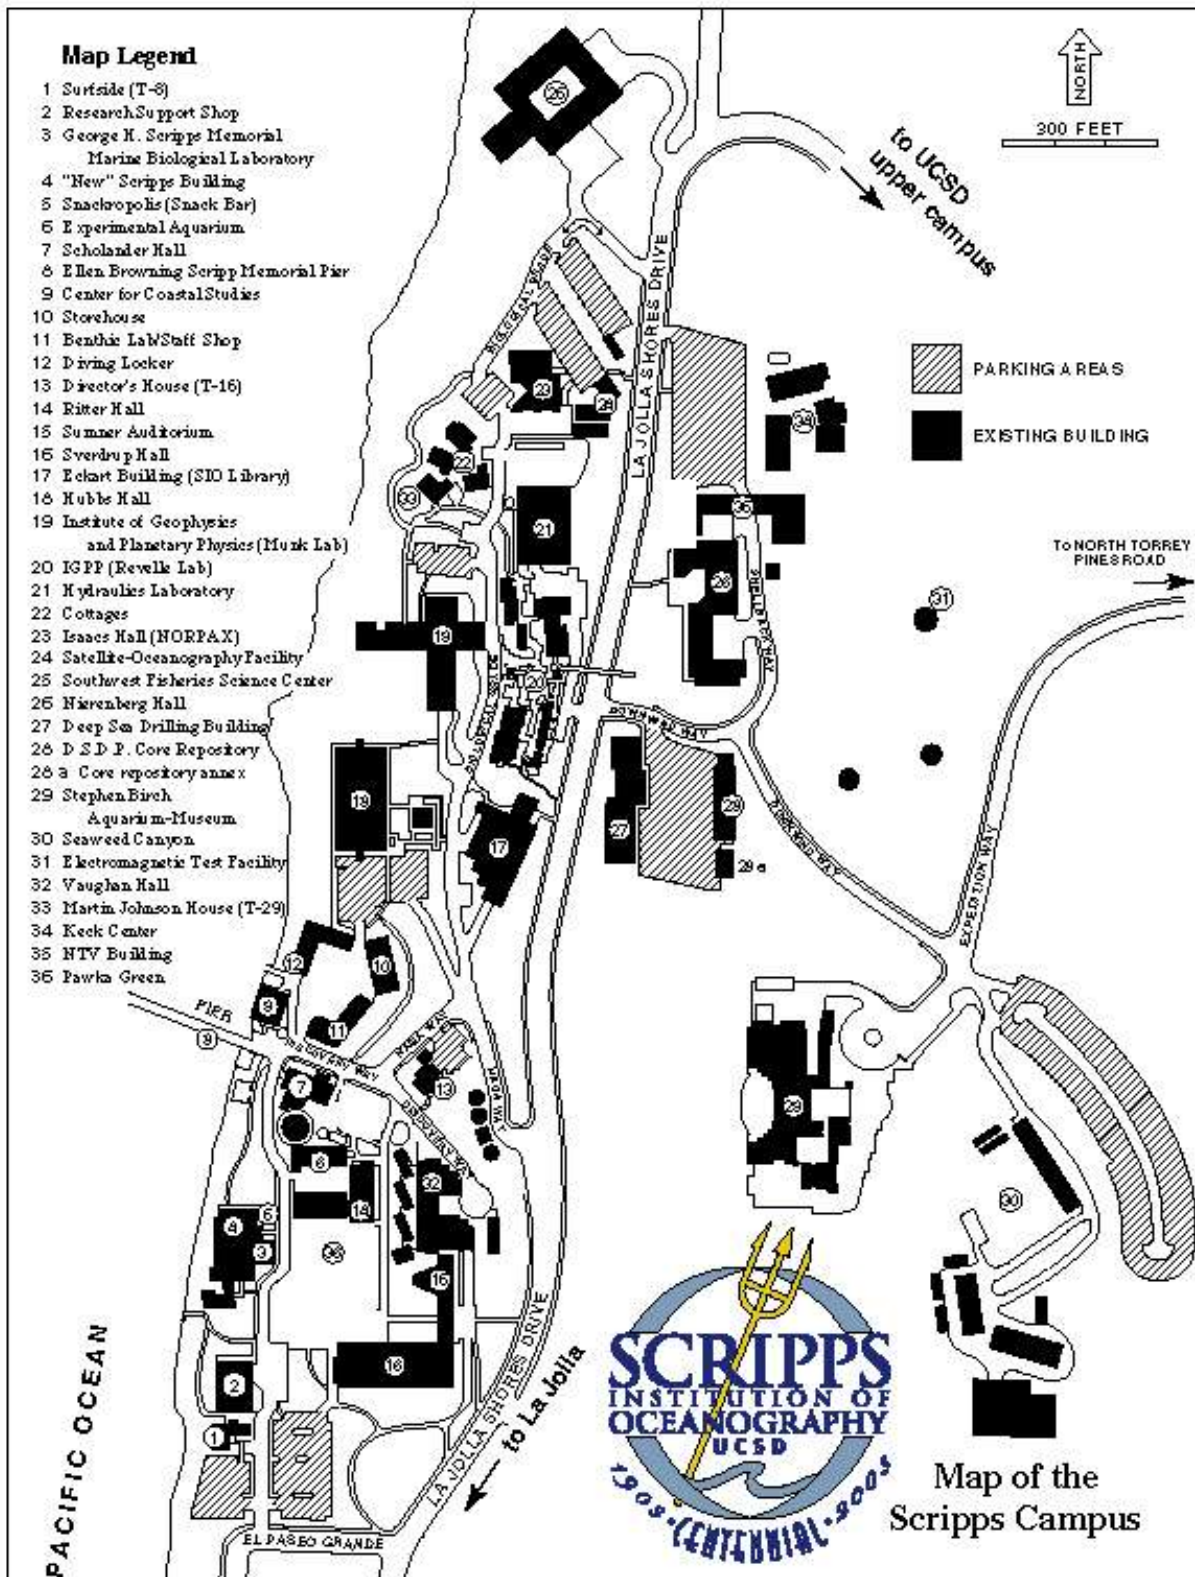 Map Legend
1 Surfside (T-8)
2 Research Support Shop
3 George H. Scripps Memorial
Marine Biological Laboratory
4 "New" Scripps Building
5 Snackropolis (Snack Bar)
6 Experimental Aquarium
7 Scholander Hall
8 Ellen Browning Scripp Memorial Pier
9 Center for Coastal Studies
10 Storehouse
11 Benthic Lab/Staff Shop
12 Diving Locker
13 Director's House (T-16)
14 Ritter Hall
15 Sumner Auditorium
16 Sverdrup Hall
17 Eckart Building (SIO Library)
18 Hubbs Hall
19 Institute of Geophysics
and Planetary Physics (Munk Lab)
20 IGPP (Revelle Lab)
21 Hydraulics Laboratory
22 Cottages
23 Isaacs Hall (NORPAX)
24 Satellite-Oceanography Facility
25 Southwest Fisheries Science Center
26 Nierenberg Hall
27 Deep Sea Drilling Building
28 D.S.D.P. Core Repository
28 a Core repository annex
29 Stephen Birch
Aquarium-Museum
30 Seaweed Canyon
31 Electromagnetic Test Facility
32 Vaughan Hall
33 Martin Johnson House (T-29)
34 Keck Center
35 NTV Building
36 Pawka Green
NORTH
300 FEET
to UCSD
upper campus
PARKING AREAS
EXISTING BUILDING
TO NORTH TORREY
PINES ROAD
BIOLOGICAL GRADE
LA JOLLA SHORES DRIVE
SHELLBACK WAY
EXPEDITION WAY
PIER
DISCOVERY WAY
DISCOVERY WAY
LA JOLLA SHORES DRIVE
to La Jolla
EL PASEO GRANDE
PACIFIC OCEAN
SCRIPPS
INSTITUTION OF
OCEANOGRAPHY
UCSD
1903 · CENTENNIAL · 2003
Map of the
Scripps Campus